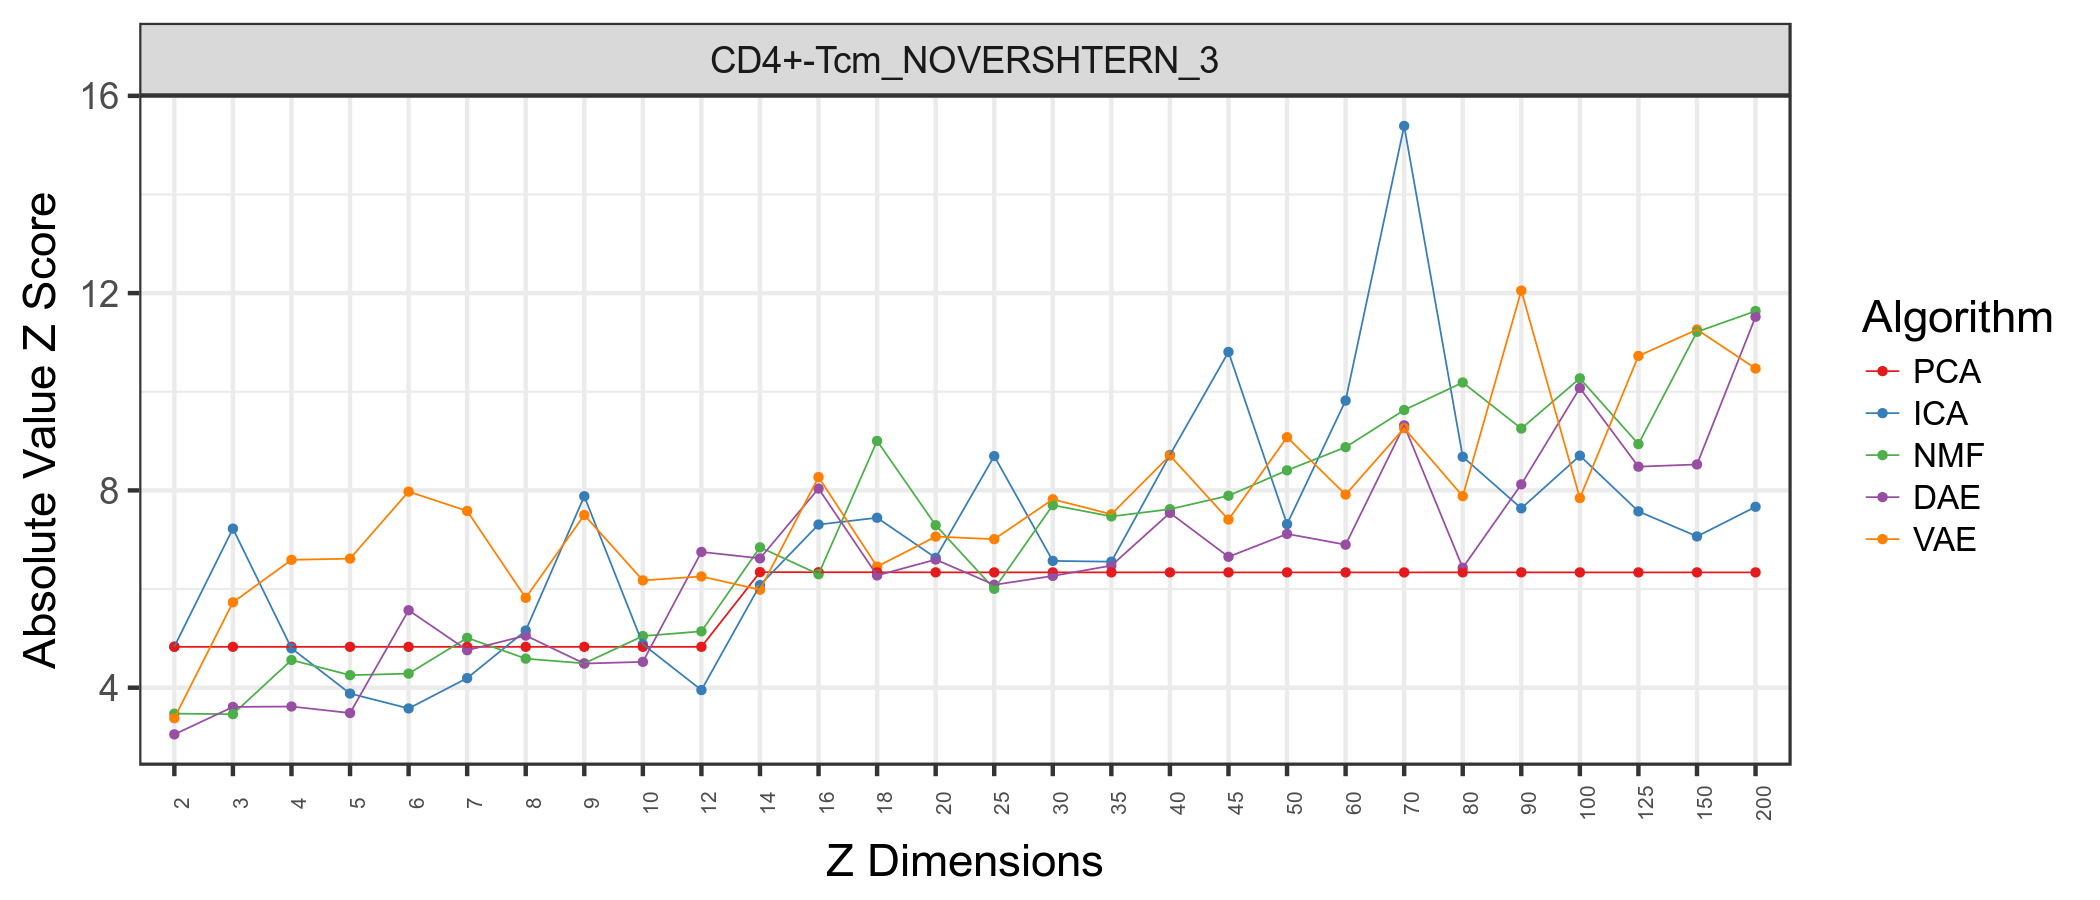 CD4+-Tcm_NOVERSHTERN_3
Absolute Value Z Score
16
12
8
4
2 3 4 5 6 7 8 9 10 12 14 16 18 20 25 30 35 40 45 50 60 70 80 90 100 125 150 200
Z Dimensions
Algorithm
PCA
ICA
NMF
DAE
VAE